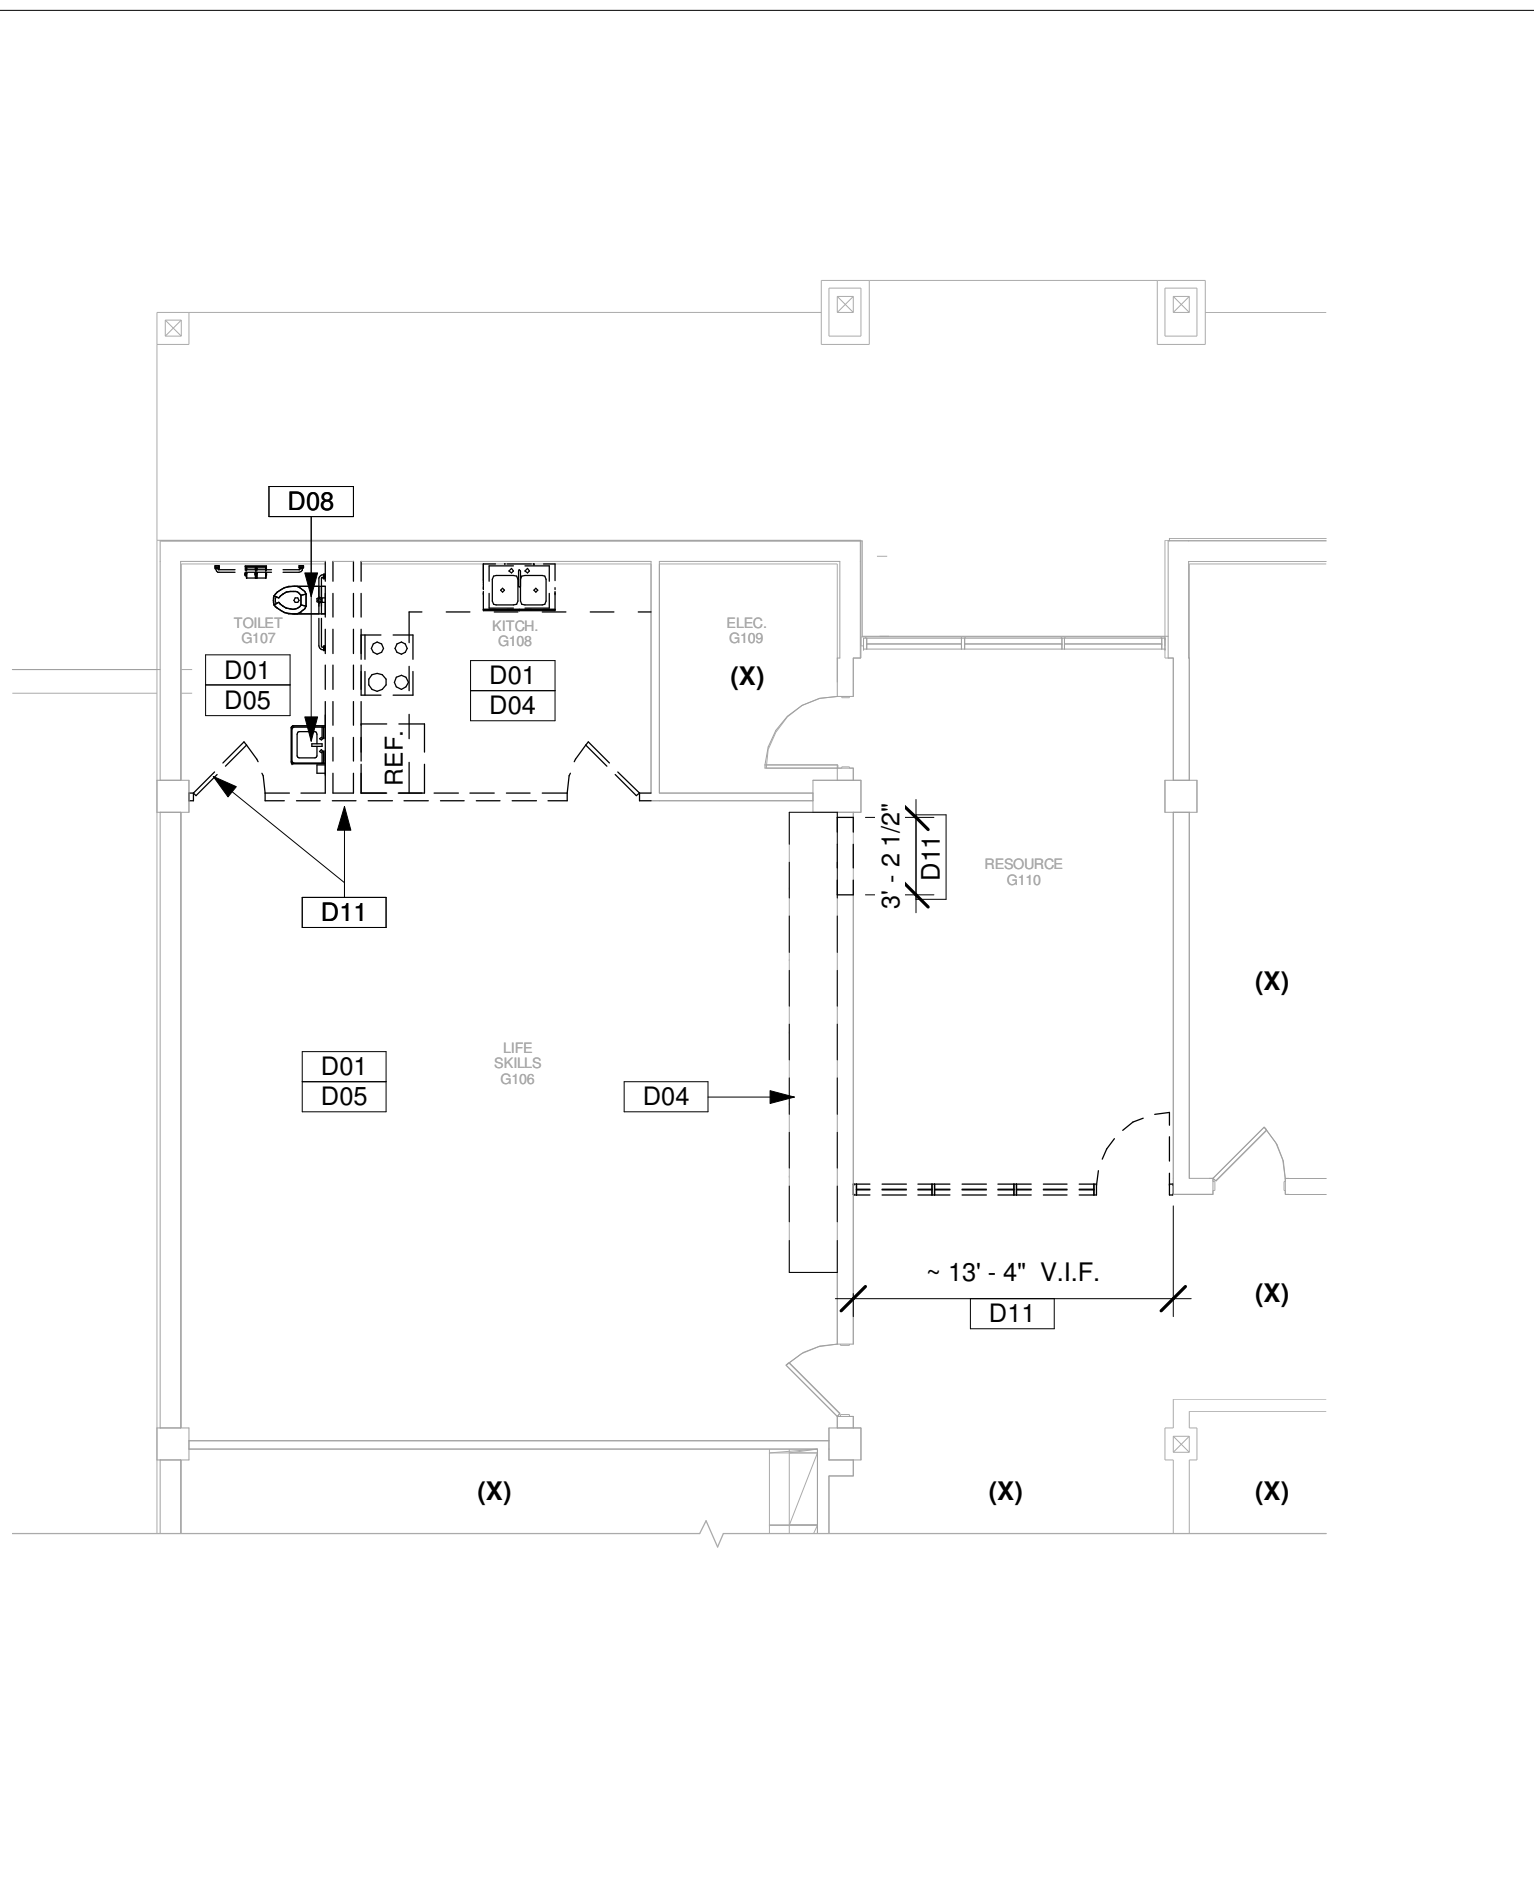 D08
TOILET
G107
D01
D05
KITCH.
G108
D01
D04
ELEC.
G109
(X)
REF.
3' - 2 1/2"
D11
RESOURCE
G110
D11
(X)
LIFE
SKILLS
G106
D01
D05
D04
~ 13' - 4" V.I.F.
D11
(X)
(X)
(X)
(X)